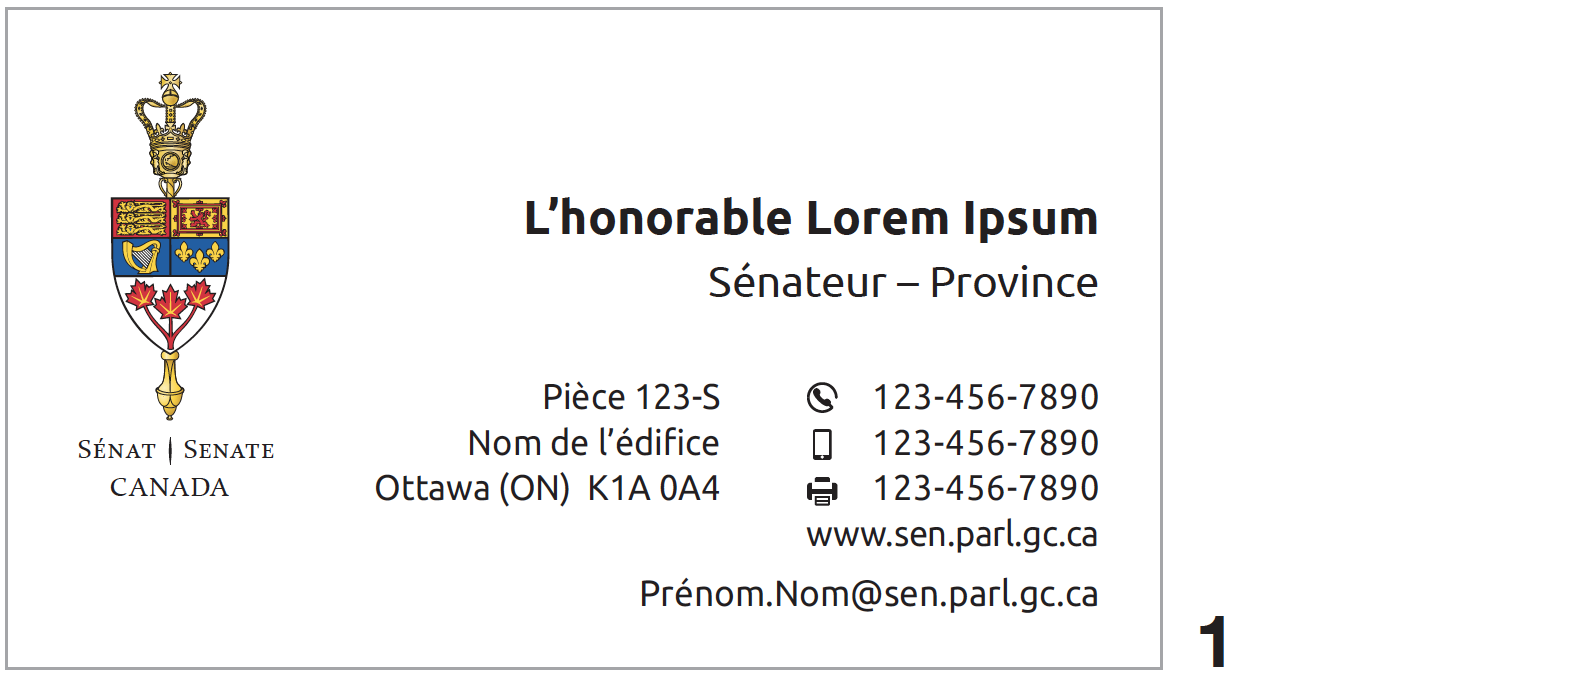 SÉNAT | SENATE
CANADA
L’honorable Lorem Ipsum
Sénateur – Province
Pièce 123-S
Nom de l’édifice
Ottawa (ON) K1A 0A4
123-456-7890
123-456-7890
123-456-7890
www.sen.parl.gc.ca
Prénom.Nom@sen.parl.gc.ca
1